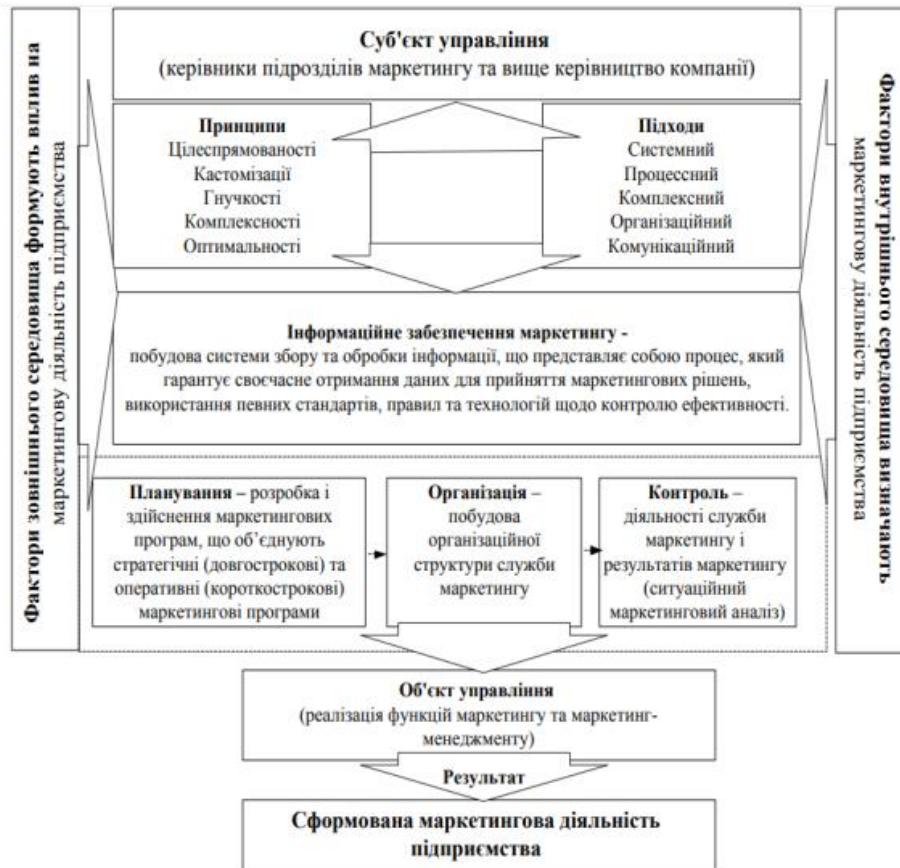 Фактори зовнішнього середовища формують вплив на
маркетингову діяльність підприємства
Суб'єкт управління
(керівники підрозділів маркетингу та вище керівництво компанії)
Принципи
Цілеспрямованості
Кастомізації
Гнучкості
Комплексності
Оптимальності
Підходи
Системний
Процессний
Комплексний
Організаційний
Комунікаційний
Інформаційне забезпечення маркетингу -
побудова системи збору та обробки інформації, що представляє собою процес, який
гарантує своєчасне отримання даних для прийняття маркетингових рішень,
використання певних стандартів, правил та технологій щодо контролю ефективності.
Планування – розробка і
здійснення маркетингових
програм, що об’єднують
стратегічні (довгострокові) та
оперативні (короткострокові)
маркетингові програми
Організація –
побудова
організаційної
структури служби
маркетингу
Контроль –
діяльності служби
маркетингу і
результатів маркетингу
(ситуаційний
маркетинговий аналіз)
Об'єкт управління
(реалізація функцій маркетингу та маркетинг-
менеджменту)
Результат
Сформована маркетингова діяльність
підприємства
Фактори внутрішнього середовища визначають
маркетингову діяльність підприємства